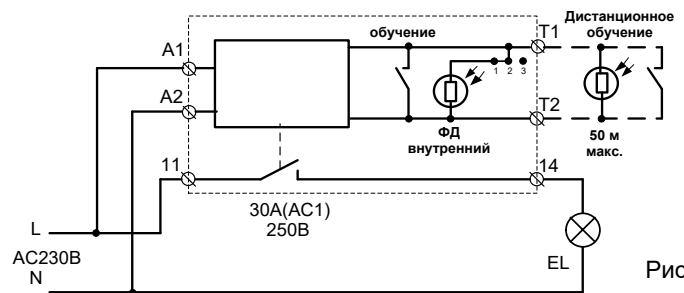 Дистанционное
обучение
обучение
T1
A1
1 2 3
A2
T2
ФД
внутренний
50 м
макс.
11
14
30А(АС1)
250В
L
АС230В
N
EL
Рис